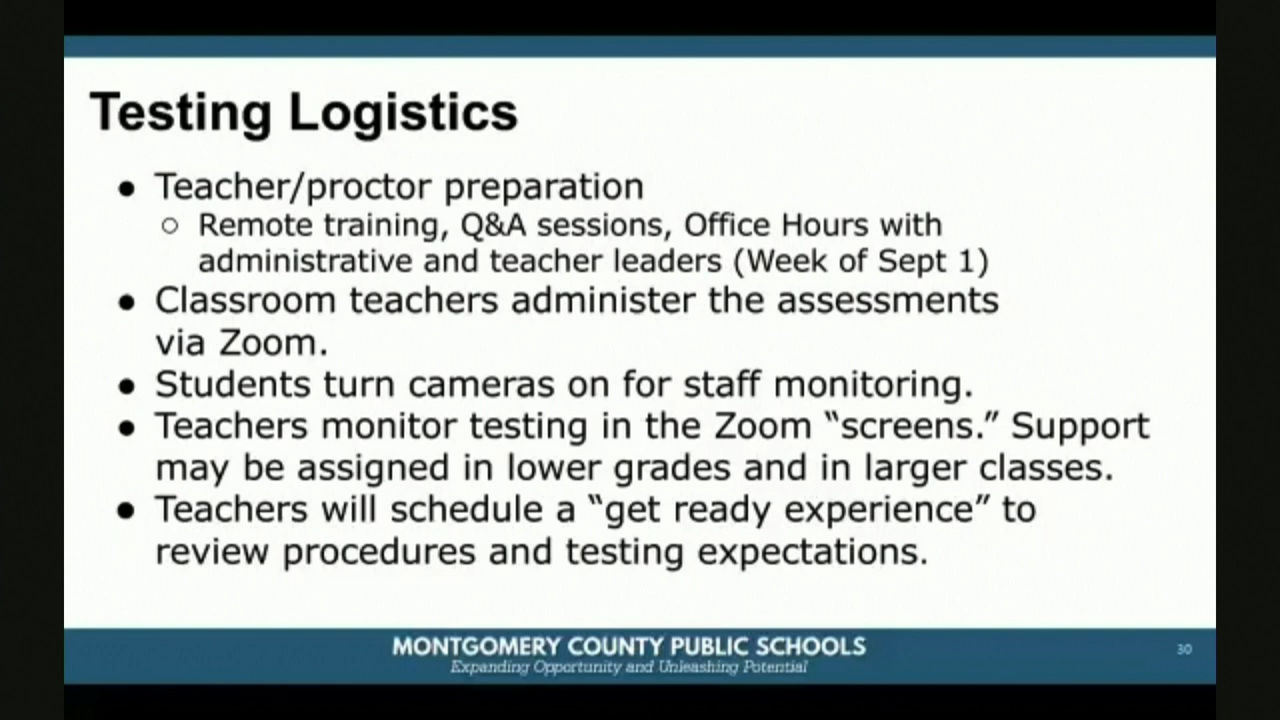 Testing Logistics
● Teacher/proctor preparation
○ Remote training, Q&A sessions, Office Hours with
administrative and teacher leaders (Week of Sept 1)
● Classroom teachers administer the assessments
via Zoom.
● Students turn cameras on for staff monitoring.
● Teachers monitor testing in the Zoom “screens.” Support
may be assigned in lower grades and in larger classes.
● Teachers will schedule a “get ready experience” to
review procedures and testing expectations.
MONTGOMERY COUNTY PUBLIC SCHOOLS
Expanding Opportunity and Unleashing Potential
30